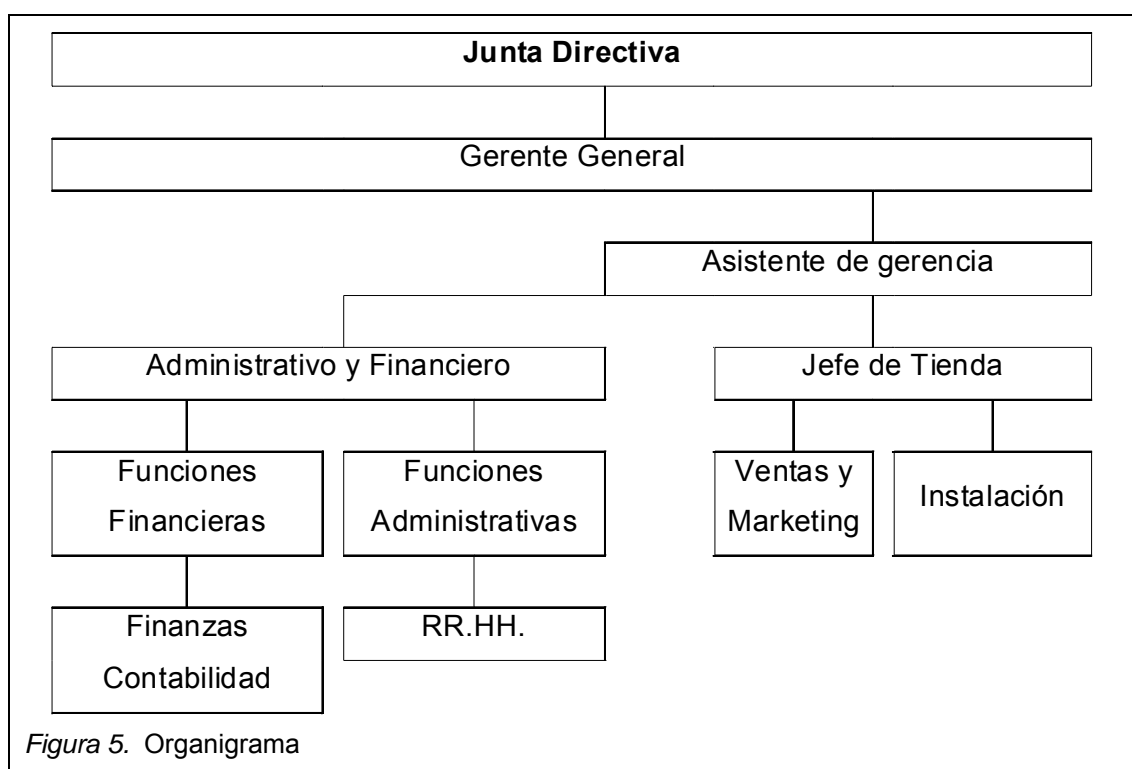 Junta Directiva
Gerente General
Asistente de gerencia
Administrativo y Financiero
Jefe de Tienda
Funciones
Financieras
Funciones
Administrativas
Ventas y
Marketing
Instalación
Finanzas
Contabilidad
RR.HH.
Figura 5. Organigrama